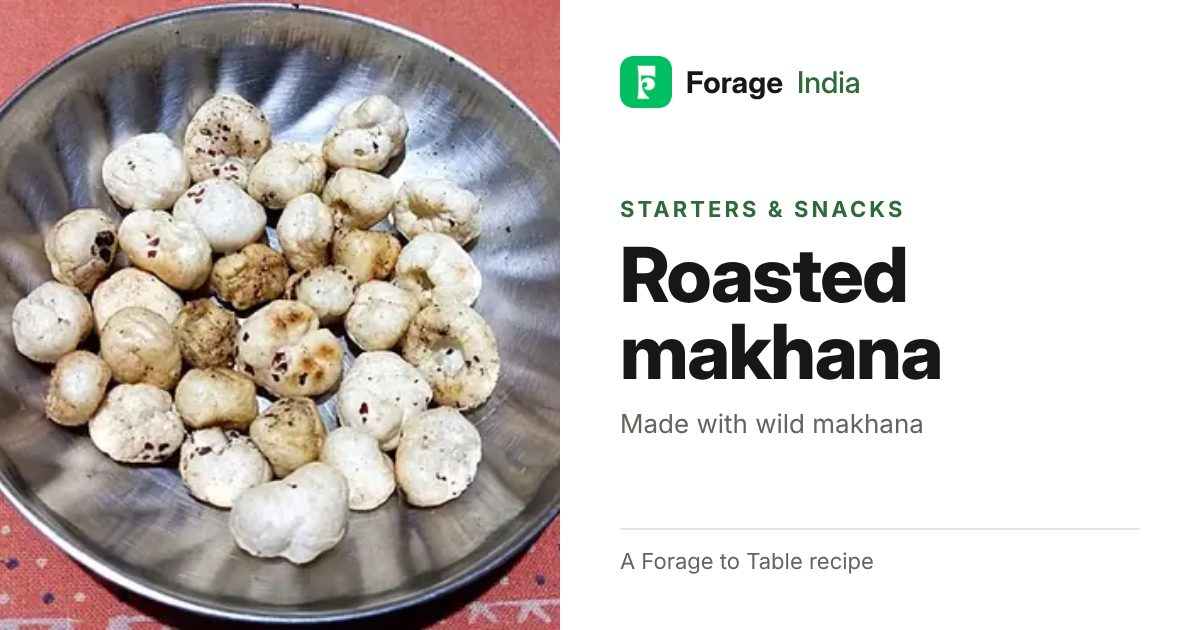 Forage India
STARTERS & SNACKS
Roasted
makhana
Made with wild makhana
A Forage to Table recipe